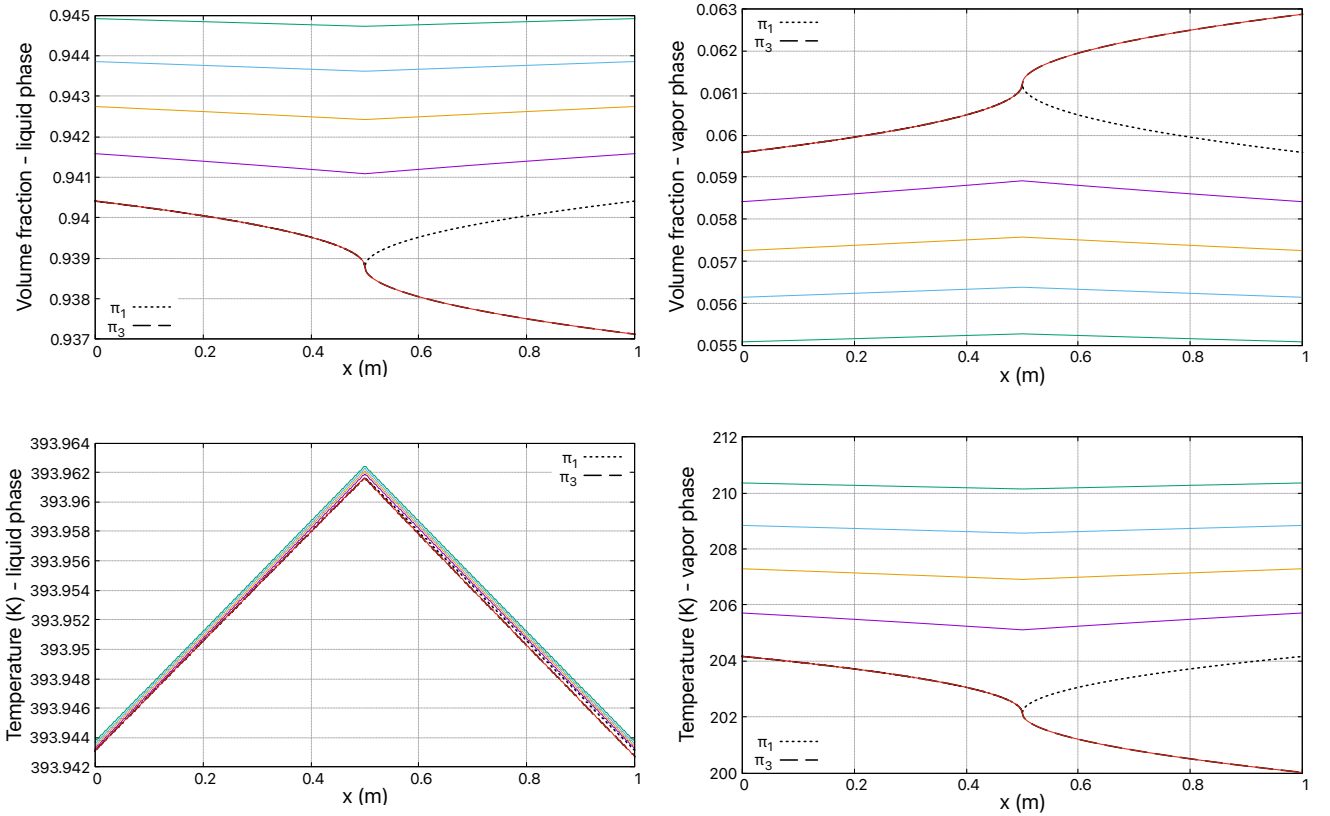 Volume fraction - liquid phase
0.945
0.944
0.943
0.942
0.941
0.94
0.939
0.938
0.937
π1
π3
0 0.2 0.4 0.6 0.8 1
x (m)
Volume fraction - vapor phase
0.063
0.062
0.061
0.06
0.059
0.058
0.057
0.056
0.055
π1
π3
0 0.2 0.4 0.6 0.8 1
x (m)
Temperature (K) - liquid phase
393.964
393.962
393.96
393.958
393.956
393.954
393.952
393.95
393.948
393.946
393.944
393.942
π1
π3
0 0.2 0.4 0.6 0.8 1
x (m)
Temperature (K) - vapor phase
212
210
208
206
204
202
200
π1
π3
0 0.2 0.4 0.6 0.8 1
x (m)